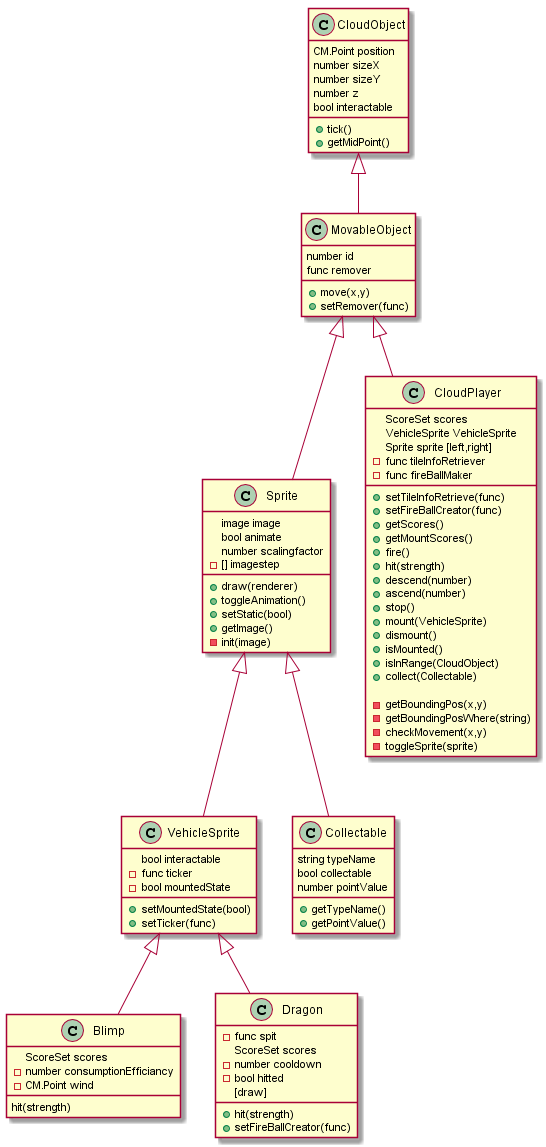 C CloudObject
CM.Point position
number sizeX
number sizeY
number z
bool interactable
tick()
getMidPoint()
C MovableObject
number id
func remover
move(x,y)
setRemover(func)
C CloudPlayer
ScoreSet scores
VehicleSprite VehicleSprite
Sprite sprite [left,right]
func tileInfoRetriever
func fireBallMaker
setTileInfoRetrieve(func)
setFireBallCreator(func)
getScores()
getMountScores()
fire()
hit(strength)
descend(number)
ascend(number)
stop()
mount(VehicleSprite)
dismount()
isMounted()
isInRange(CloudObject)
collect(Collectable)
getBoundingPos(x,y)
getBoundingPosWhere(string)
checkMovement(x,y)
toggleSprite(sprite)
C Sprite
image image
bool animate
number scalingfactor
[] imagestep
draw(renderer)
toggleAnimation()
setStatic(bool)
getImage()
init(image)
C VehicleSprite
bool interactable
func ticker
bool mountedState
setMountedState(bool)
setTicker(func)
C Collectable
string typeName
bool collectable
number pointValue
getTypeName()
getPointValue()
C Blimp
ScoreSet scores
number consumptionEfficiancy
CM.Point wind
hit(strength)
C Dragon
func spit
ScoreSet scores
number cooldown
bool hitted
[draw]
hit(strength)
setFireBallCreator(func)